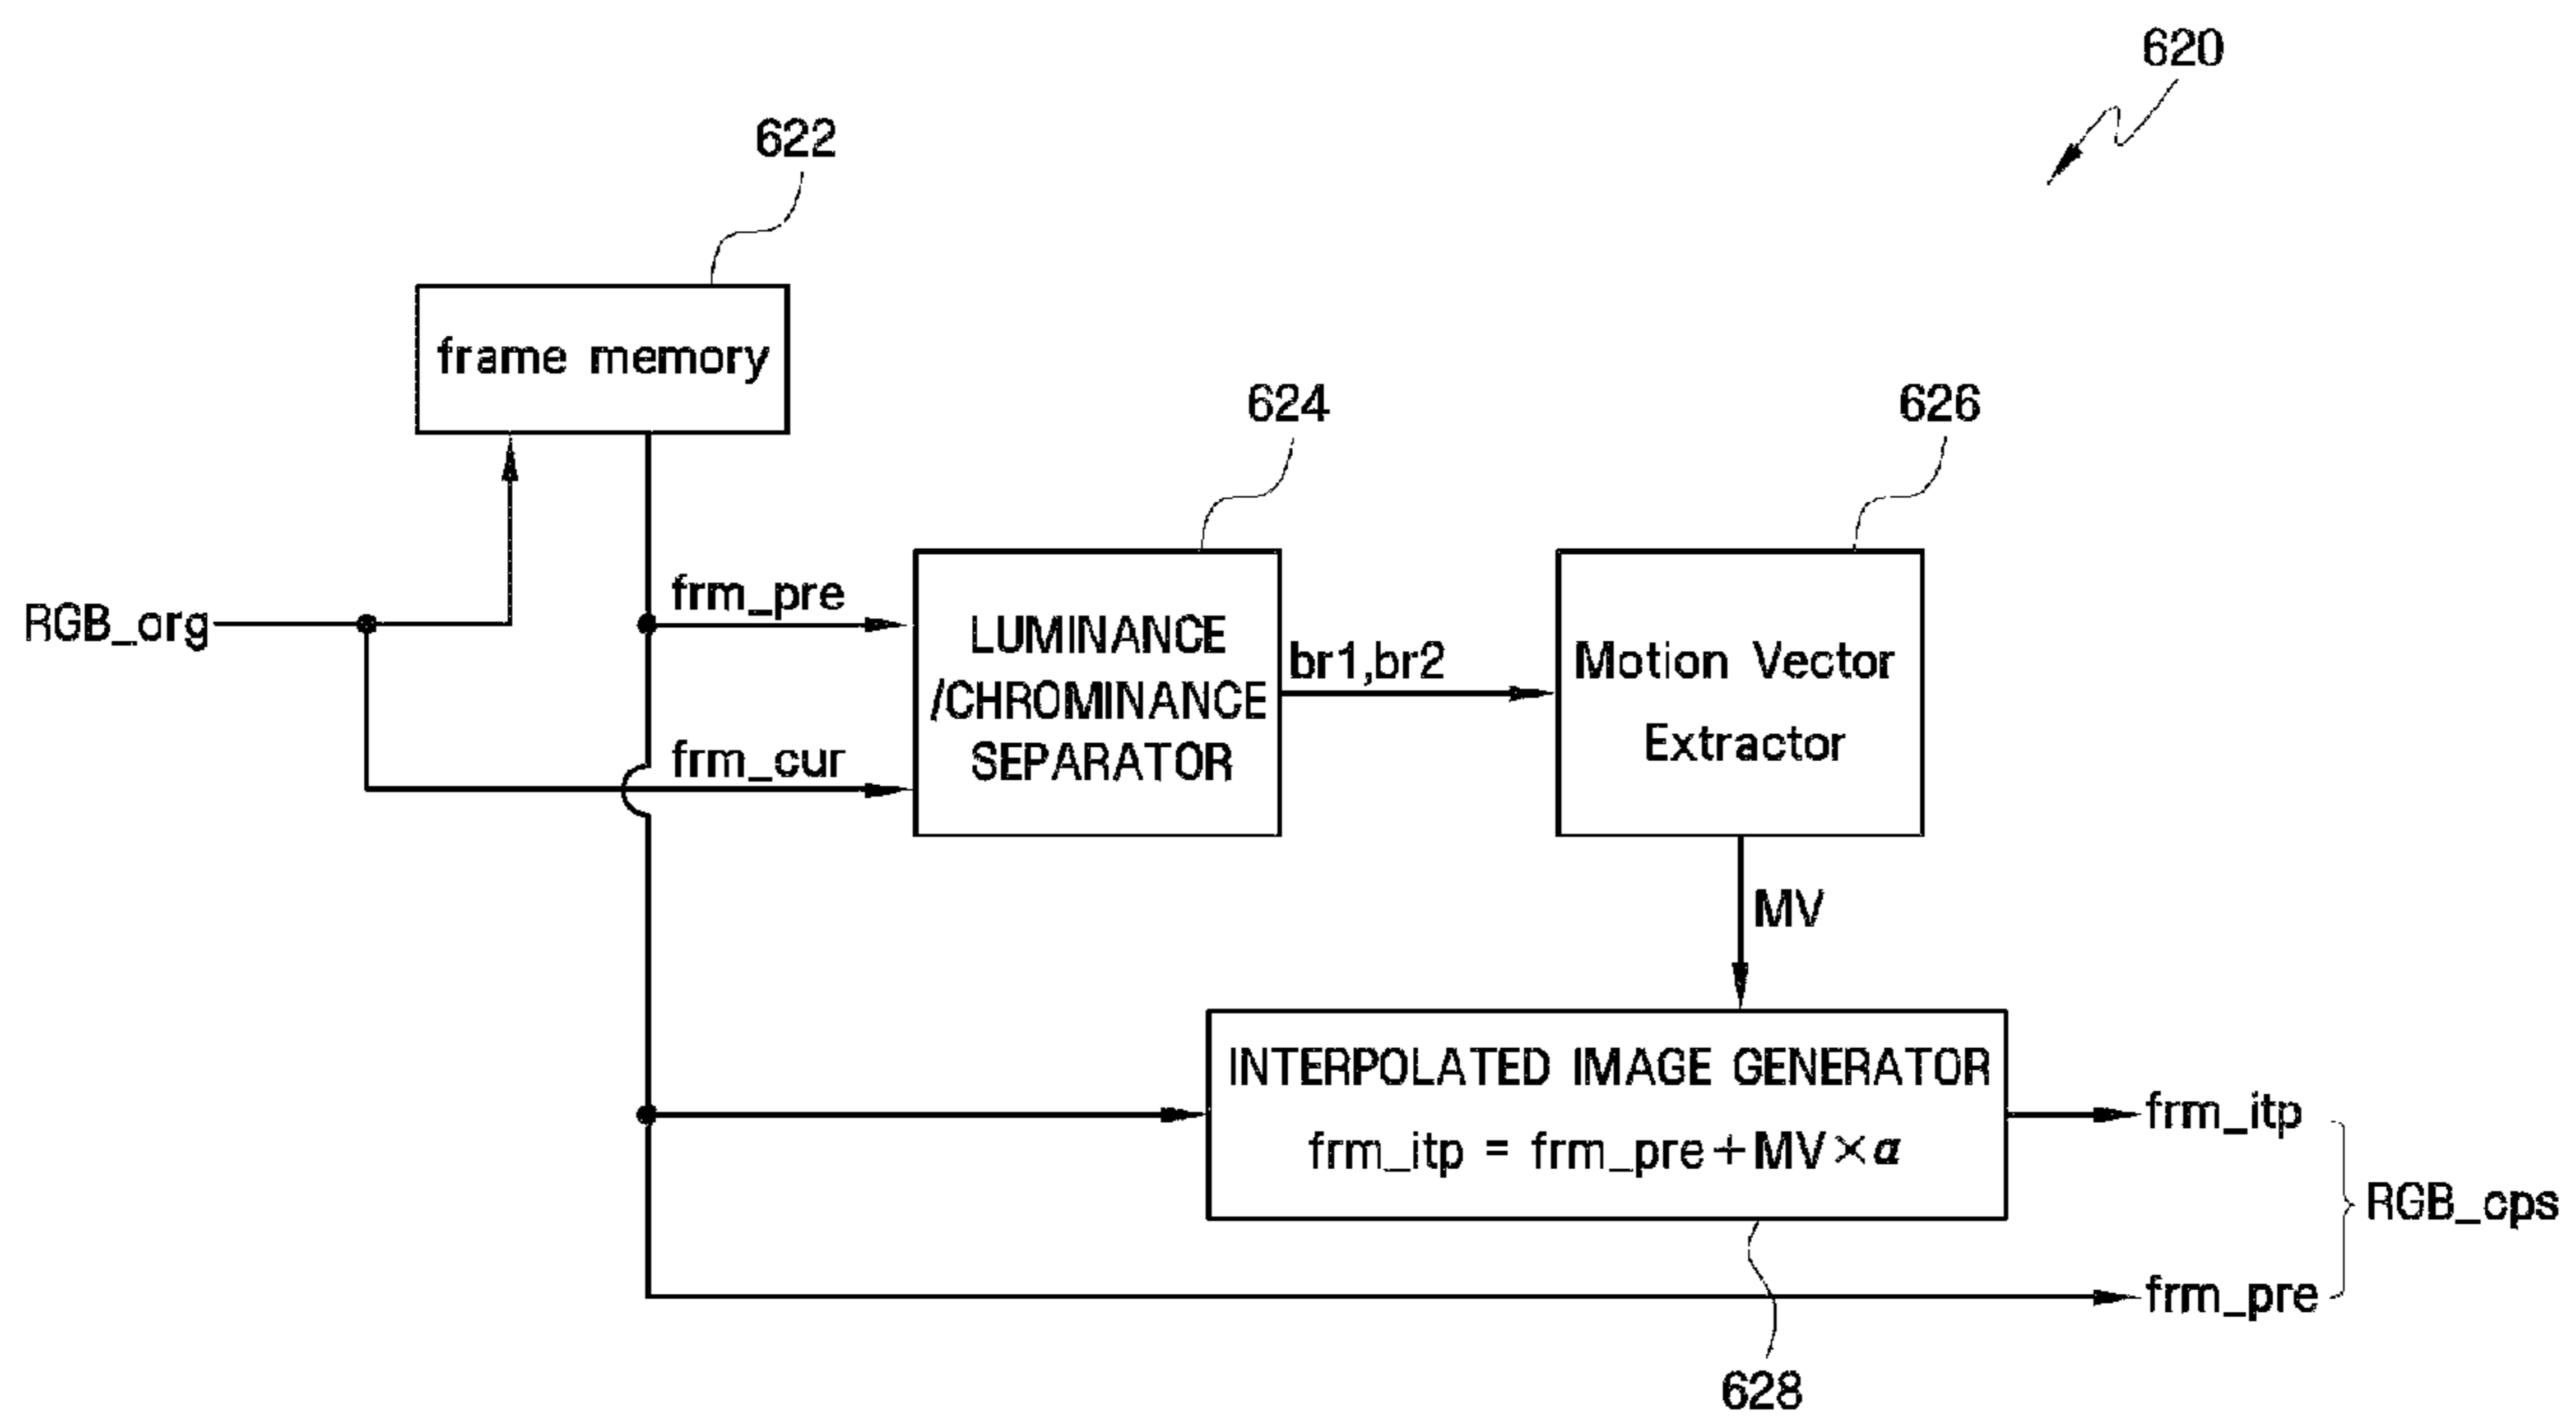 620
622
frame memory
624
626
RGB_org
frm_pre
frm_cur
LUMINANCE
/CHROMINANCE
SEPARATOR
br1,br2
Motion Vector
Extractor
MV
INTERPOLATED IMAGE GENERATOR
frm_itp = frm_pre+MV×α
frm_itp
RGB_cps
frm_pre
628